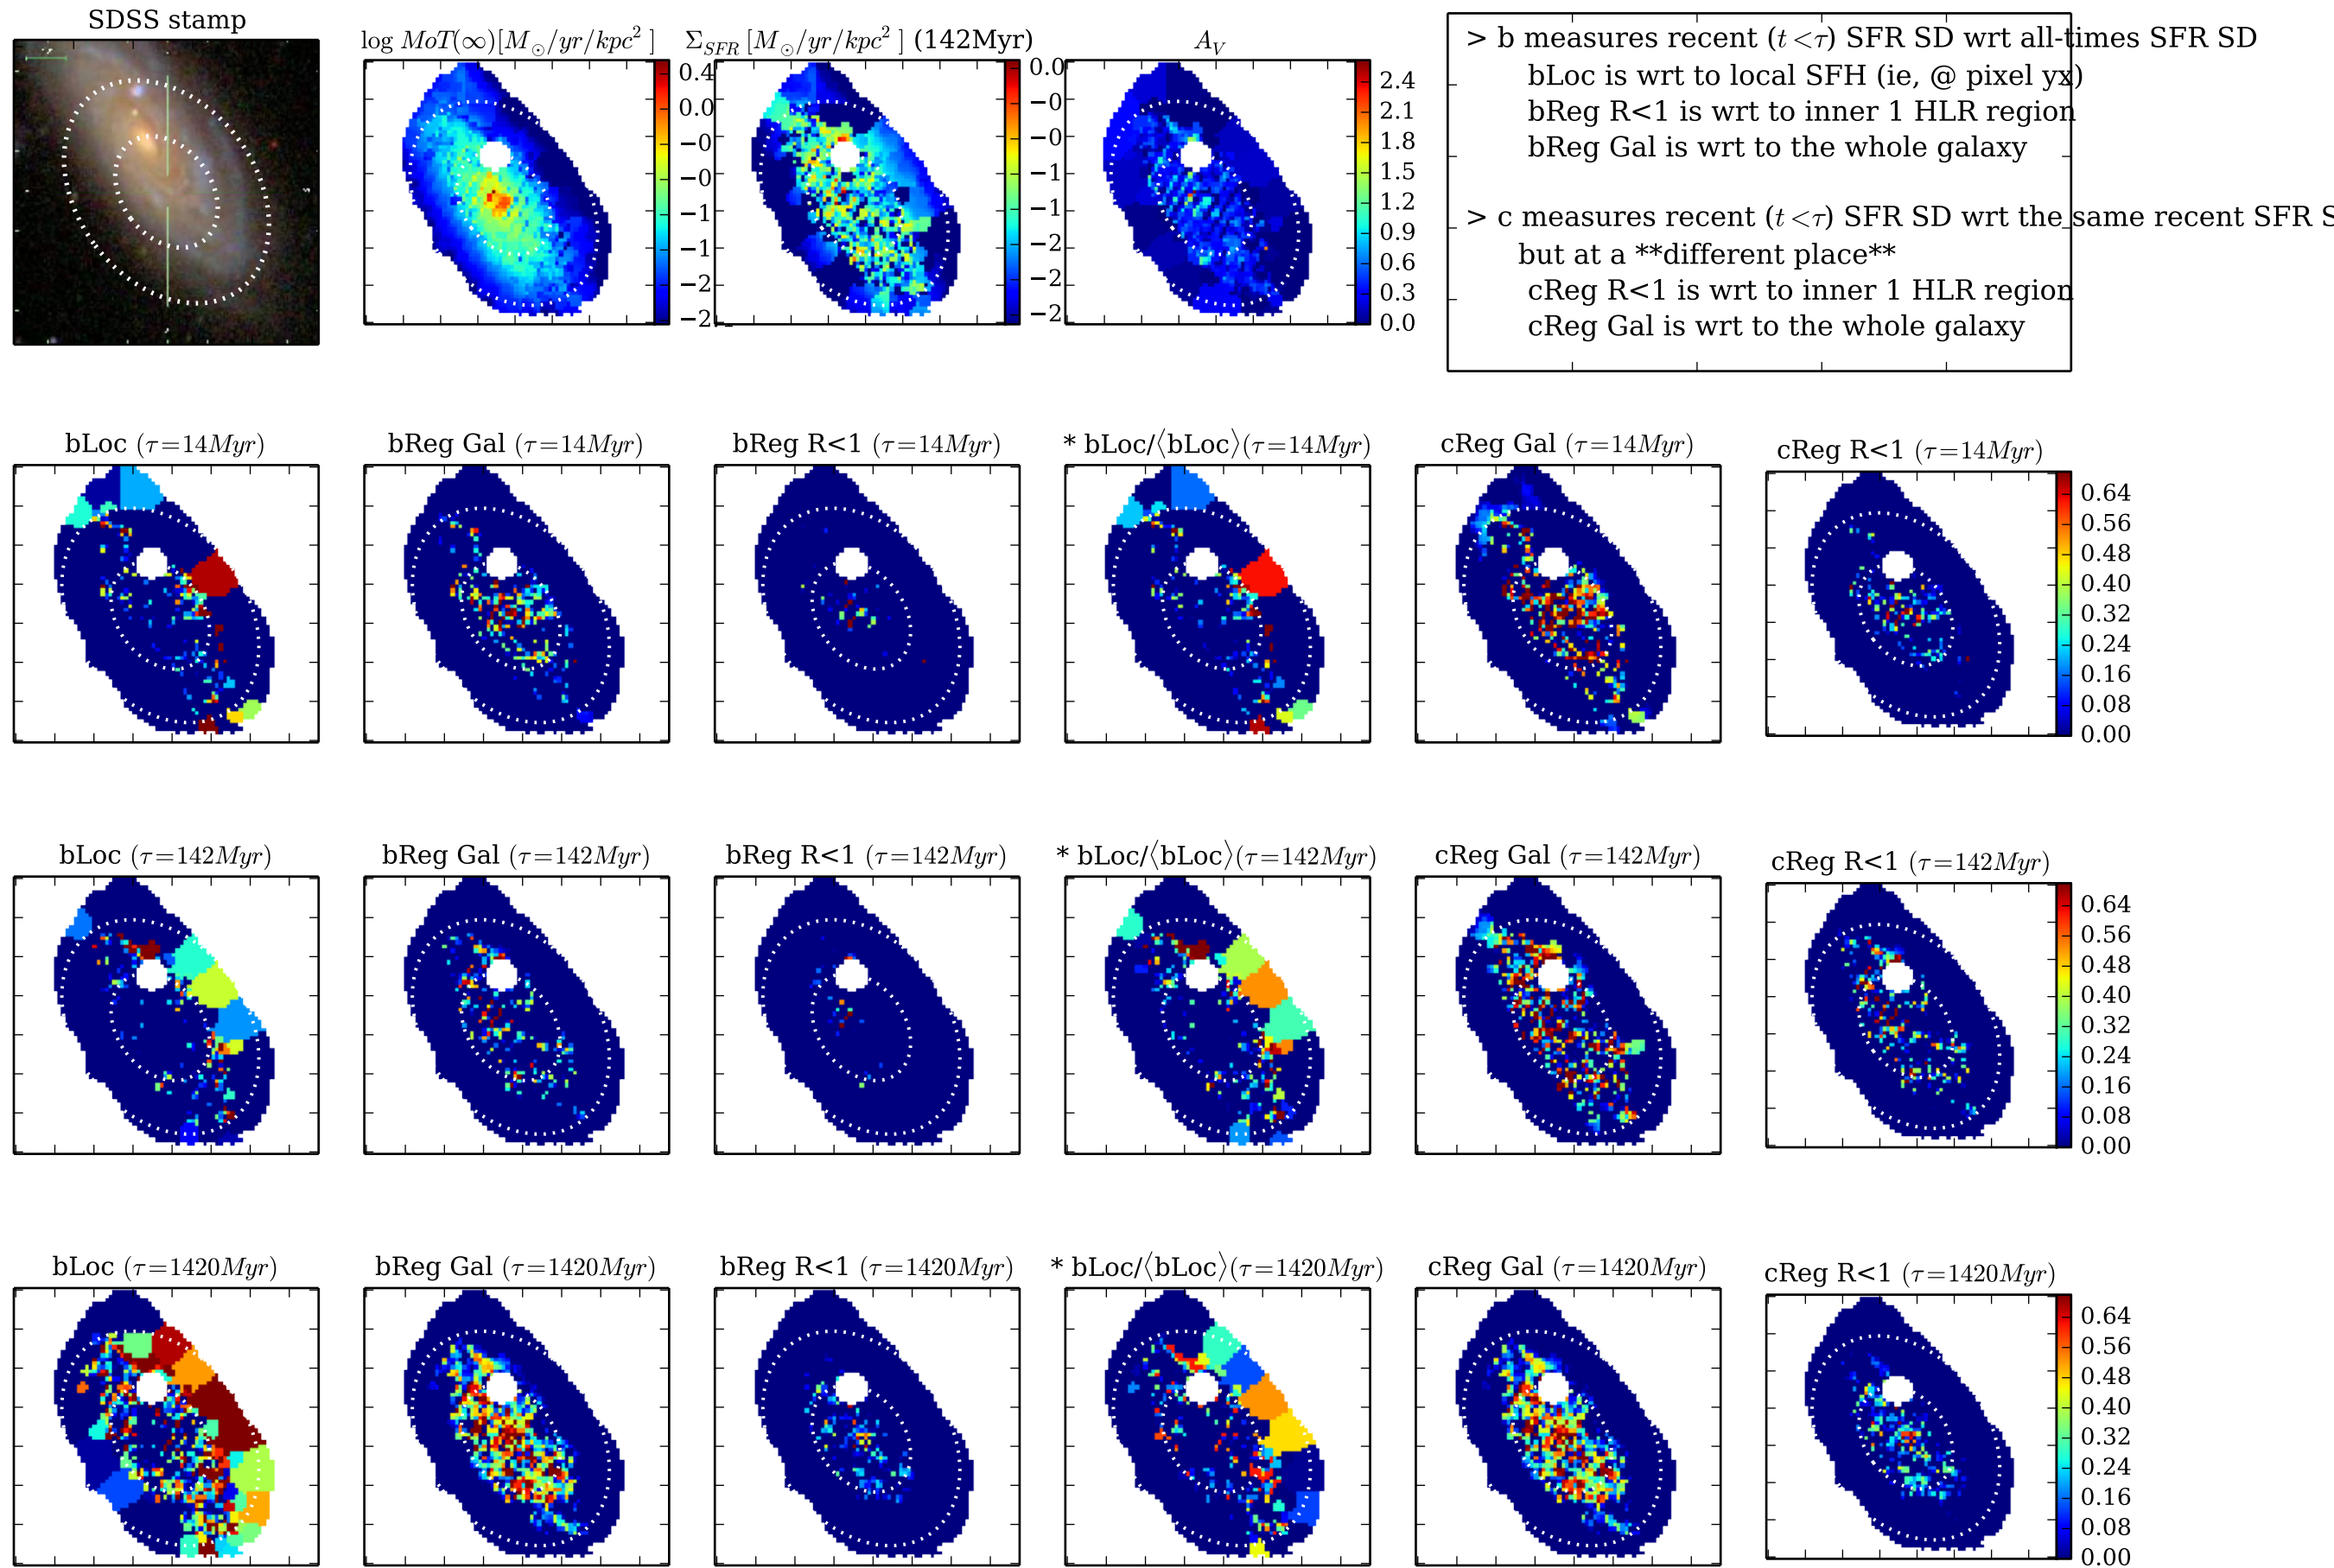 SDSS stamp
log MoT(∞)[M⊙/yr/kpc²]
Σ_SFR [M⊙/yr/kpc²] (142Myr)
A_V
0.4
0.0
−0
−1
−0
−1
−1
−2
0.0
−0
−0
−1
−1
−2
−2
−2
2.4
2.1
1.8
1.5
1.2
0.9
0.6
0.3
0.0
> b measures recent (t<τ) SFR SD wrt all-times SFR SD
bLoc is wrt to local SFH (ie, @ pixel yx)
bReg R<1 is wrt to inner 1 HLR region
bReg Gal is wrt to the whole galaxy
> c measures recent (t<τ) SFR SD wrt the same recent SFR S
but at a **different place**
cReg R<1 is wrt to inner 1 HLR region
cReg Gal is wrt to the whole galaxy
bLoc (τ=14Myr)
bReg Gal (τ=14Myr)
bReg R<1 (τ=14Myr)
* bLoc/⟨bLoc⟩(τ=14Myr)
cReg Gal (τ=14Myr)
cReg R<1 (τ=14Myr)
0.64
0.56
0.48
0.40
0.32
0.24
0.16
0.08
0.00
bLoc (τ=142Myr)
bReg Gal (τ=142Myr)
bReg R<1 (τ=142Myr)
* bLoc/⟨bLoc⟩(τ=142Myr)
cReg Gal (τ=142Myr)
cReg R<1 (τ=142Myr)
0.64
0.56
0.48
0.40
0.32
0.24
0.16
0.08
0.00
bLoc (τ=1420Myr)
bReg Gal (τ=1420Myr)
bReg R<1 (τ=1420Myr)
* bLoc/⟨bLoc⟩(τ=1420Myr)
cReg Gal (τ=1420Myr)
cReg R<1 (τ=1420Myr)
0.64
0.56
0.48
0.40
0.32
0.24
0.16
0.08
0.00